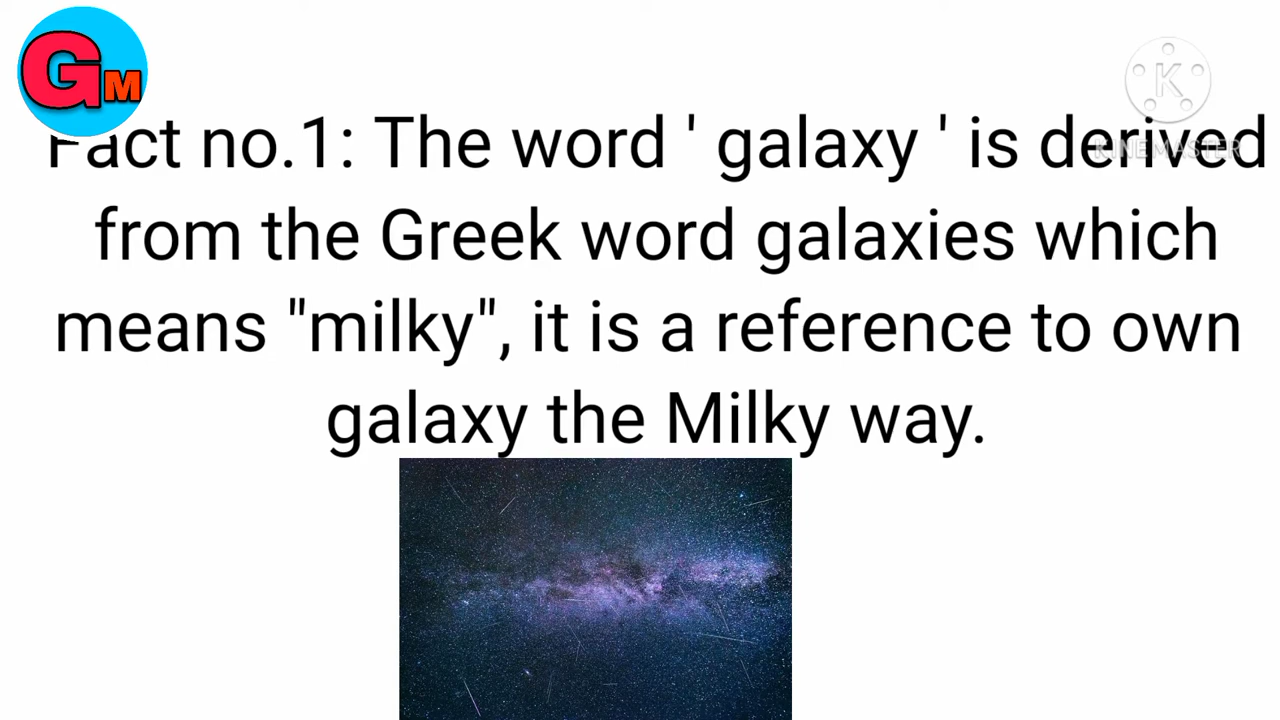 GM
K
KINEMASTER
Fact no.1: The word ' galaxy ' is derived
from the Greek word galaxies which
means "milky", it is a reference to own
galaxy the Milky way.